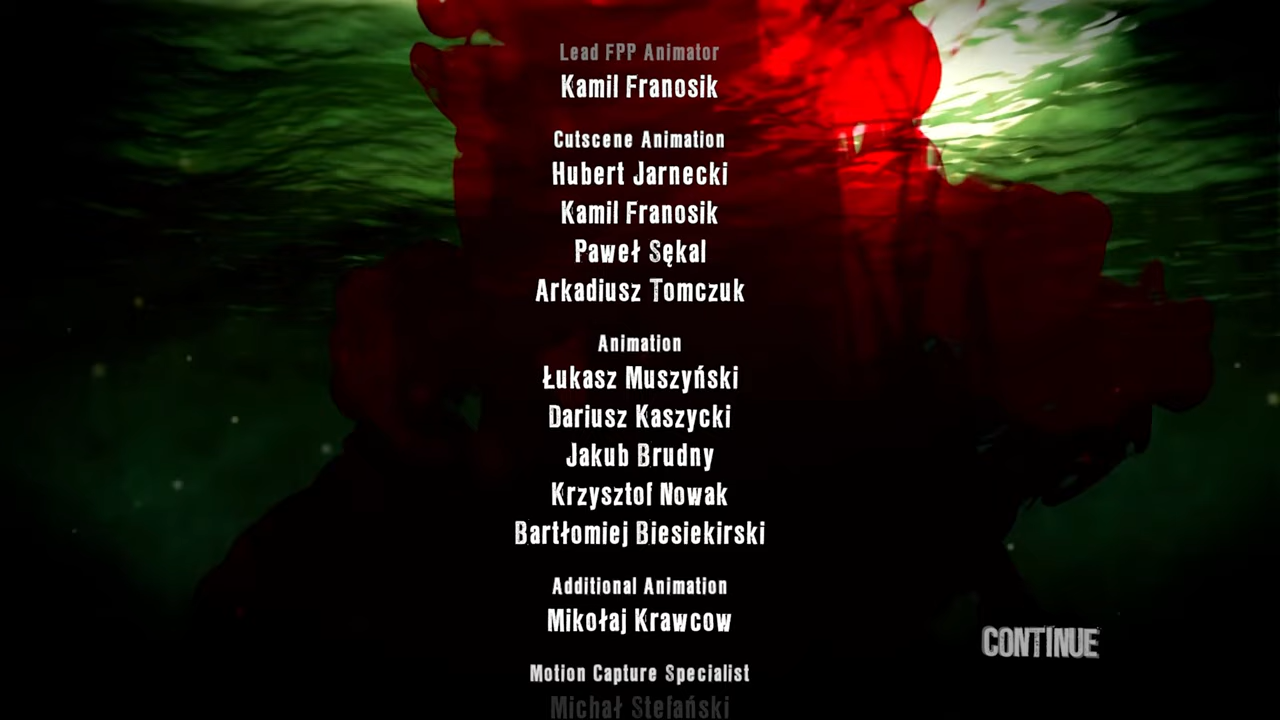 Lead FPP Animator
Kamil Franosik
Cutscene Animation
Hubert Jarnecki
Kamil Franosik
Paweł Sękal
Arkadiusz Tomczuk
Animation
Łukasz Muszyński
Dariusz Kaszycki
Jakub Brudny
Krzysztof Nowak
Bartłomiej Biesiekirski
Additional Animation
Mikołaj Krawcow
CONTINUE
Motion Capture Specialist
Michał Stefański